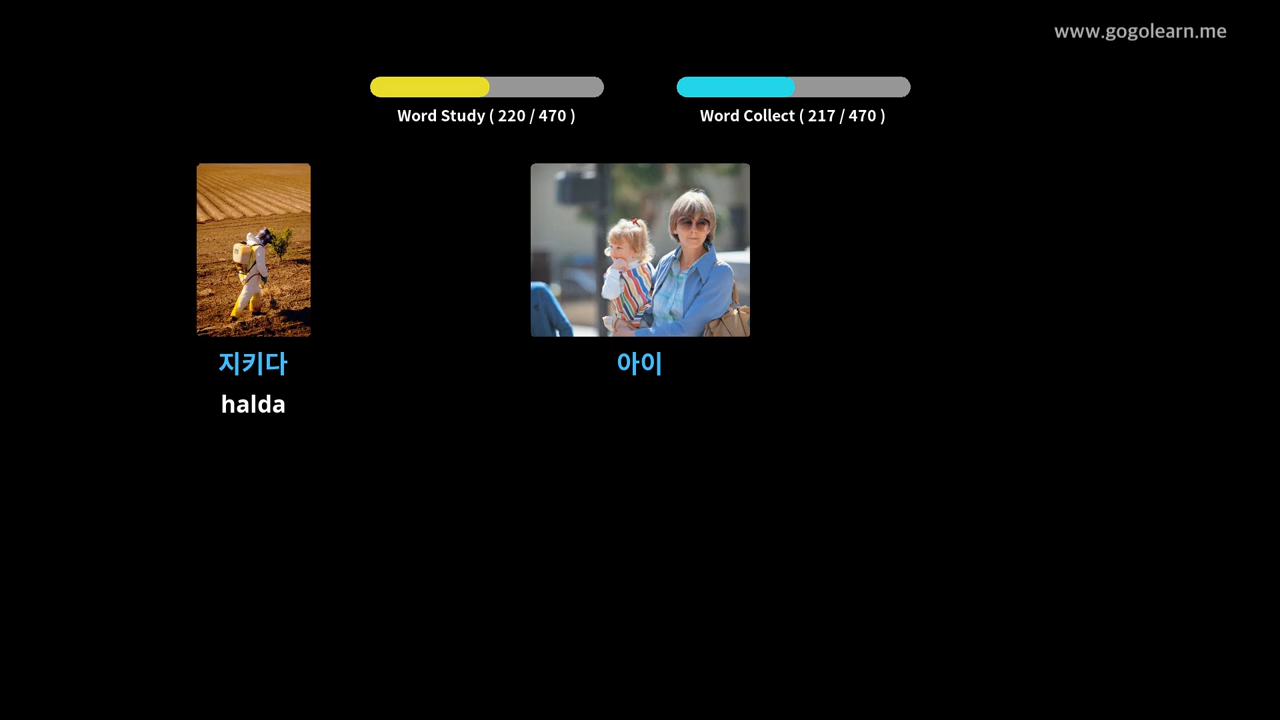 www.gogolearn.me
Word Study ( 220 / 470 )
Word Collect ( 217 / 470 )
지키다
아이
halda